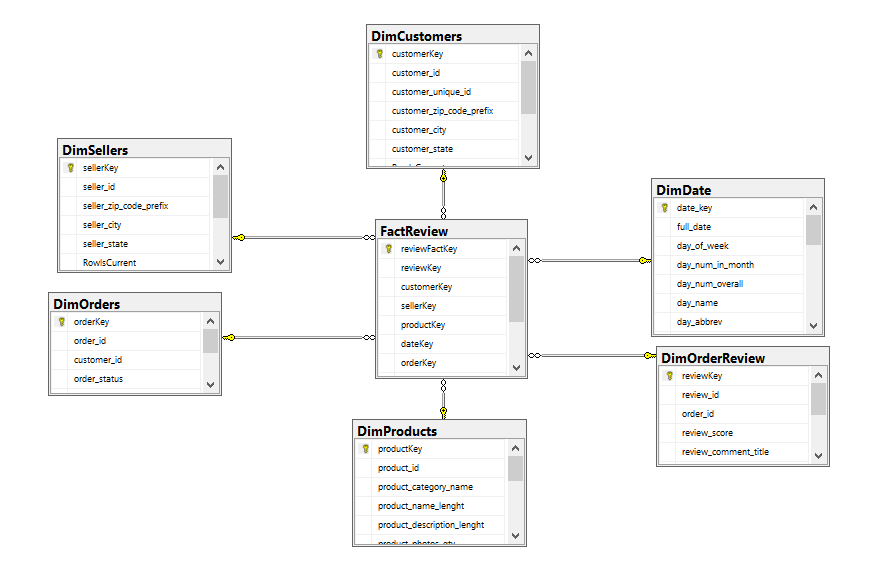 DimCustomers
customerKey
customer_id
customer_unique_id
customer_zip_code_prefix
customer_city
customer_state
RowIsCurrent
DimSellers
sellerKey
seller_id
seller_zip_code_prefix
seller_city
seller_state
RowIsCurrent
DimDate
date_key
full_date
day_of_week
day_num_in_month
day_num_overall
day_name
day_abbrev
FactReview
reviewFactKey
reviewKey
customerKey
sellerKey
productKey
dateKey
orderKey
DimOrders
orderKey
order_id
customer_id
order_status
DimOrderReview
reviewKey
review_id
order_id
review_score
review_comment_title
DimProducts
productKey
product_id
product_category_name
product_name_lenght
product_description_lenght
product_photos_qty